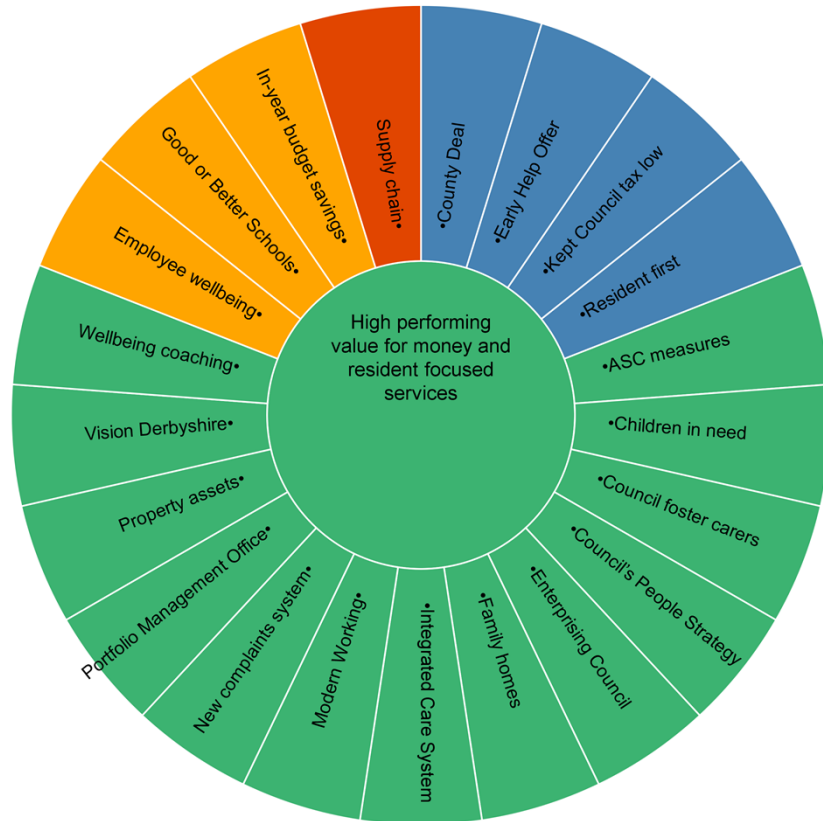 High performing
value for money and
resident focused
services
•County Deal
•Early Help Offer
•Kept Council tax low
•Resident first
•ASC measures
•Children in need
•Council foster carers
•Council's People Strategy
•Enterprising Council
•Family homes
•Integrated Care System
Modern Working•
New complaints system•
Portfolio Management Office•
Property assets•
Vision Derbyshire•
Wellbeing coaching•
Employee wellbeing•
Good or Better Schools•
In-year budget savings•
Supply chain•